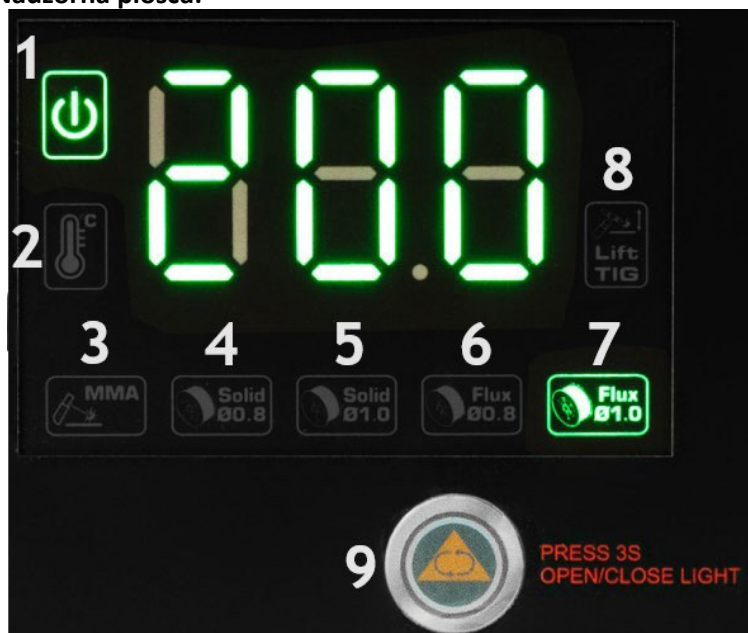 nadzorna plošča:
1
200
8
2
°C
Lift
TIG
3
4
5
6
7
MMA
Solid
Ø0.8
Solid
Ø1.0
Flux
Ø0.8
Flux
Ø1.0
9
PRESS 3S
OPEN/CLOSE LIGHT